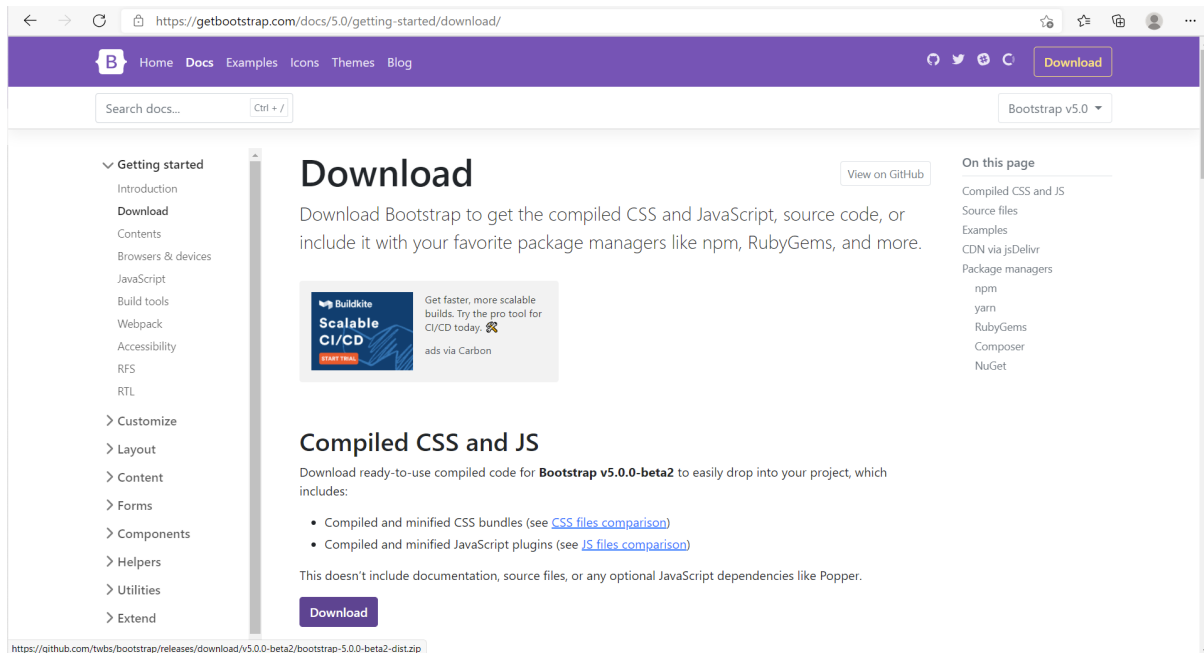 https://getbootstrap.com/docs/5.0/getting-started/download/
B Home Docs Examples Icons Themes Blog Download
Search docs... Ctrl + / Bootstrap v5.0
Getting started
Introduction
Download
Contents
Browsers & devices
JavaScript
Build tools
Webpack
Accessibility
RFS
RTL
Customize
Layout
Content
Forms
Components
Helpers
Utilities
Extend
Download
View on GitHub
Download Bootstrap to get the compiled CSS and JavaScript, source code, or
include it with your favorite package managers like npm, RubyGems, and more.
Buildkite
Scalable
CI/CD
START TRIAL
Get faster, more scalable
builds. Try the pro tool for
CI/CD today. 🛠
ads via Carbon
Compiled CSS and JS
Download ready-to-use compiled code for Bootstrap v5.0.0-beta2 to easily drop into your project, which
includes:
• Compiled and minified CSS bundles (see CSS files comparison)
• Compiled and minified JavaScript plugins (see JS files comparison)
This doesn't include documentation, source files, or any optional JavaScript dependencies like Popper.
Download
On this page
Compiled CSS and JS
Source files
Examples
CDN via jsDelivr
Package managers
npm
yarn
RubyGems
Composer
NuGet
https://github.com/twbs/bootstrap/releases/download/v5.0.0-beta2/bootstrap-5.0.0-beta2-dist.zip